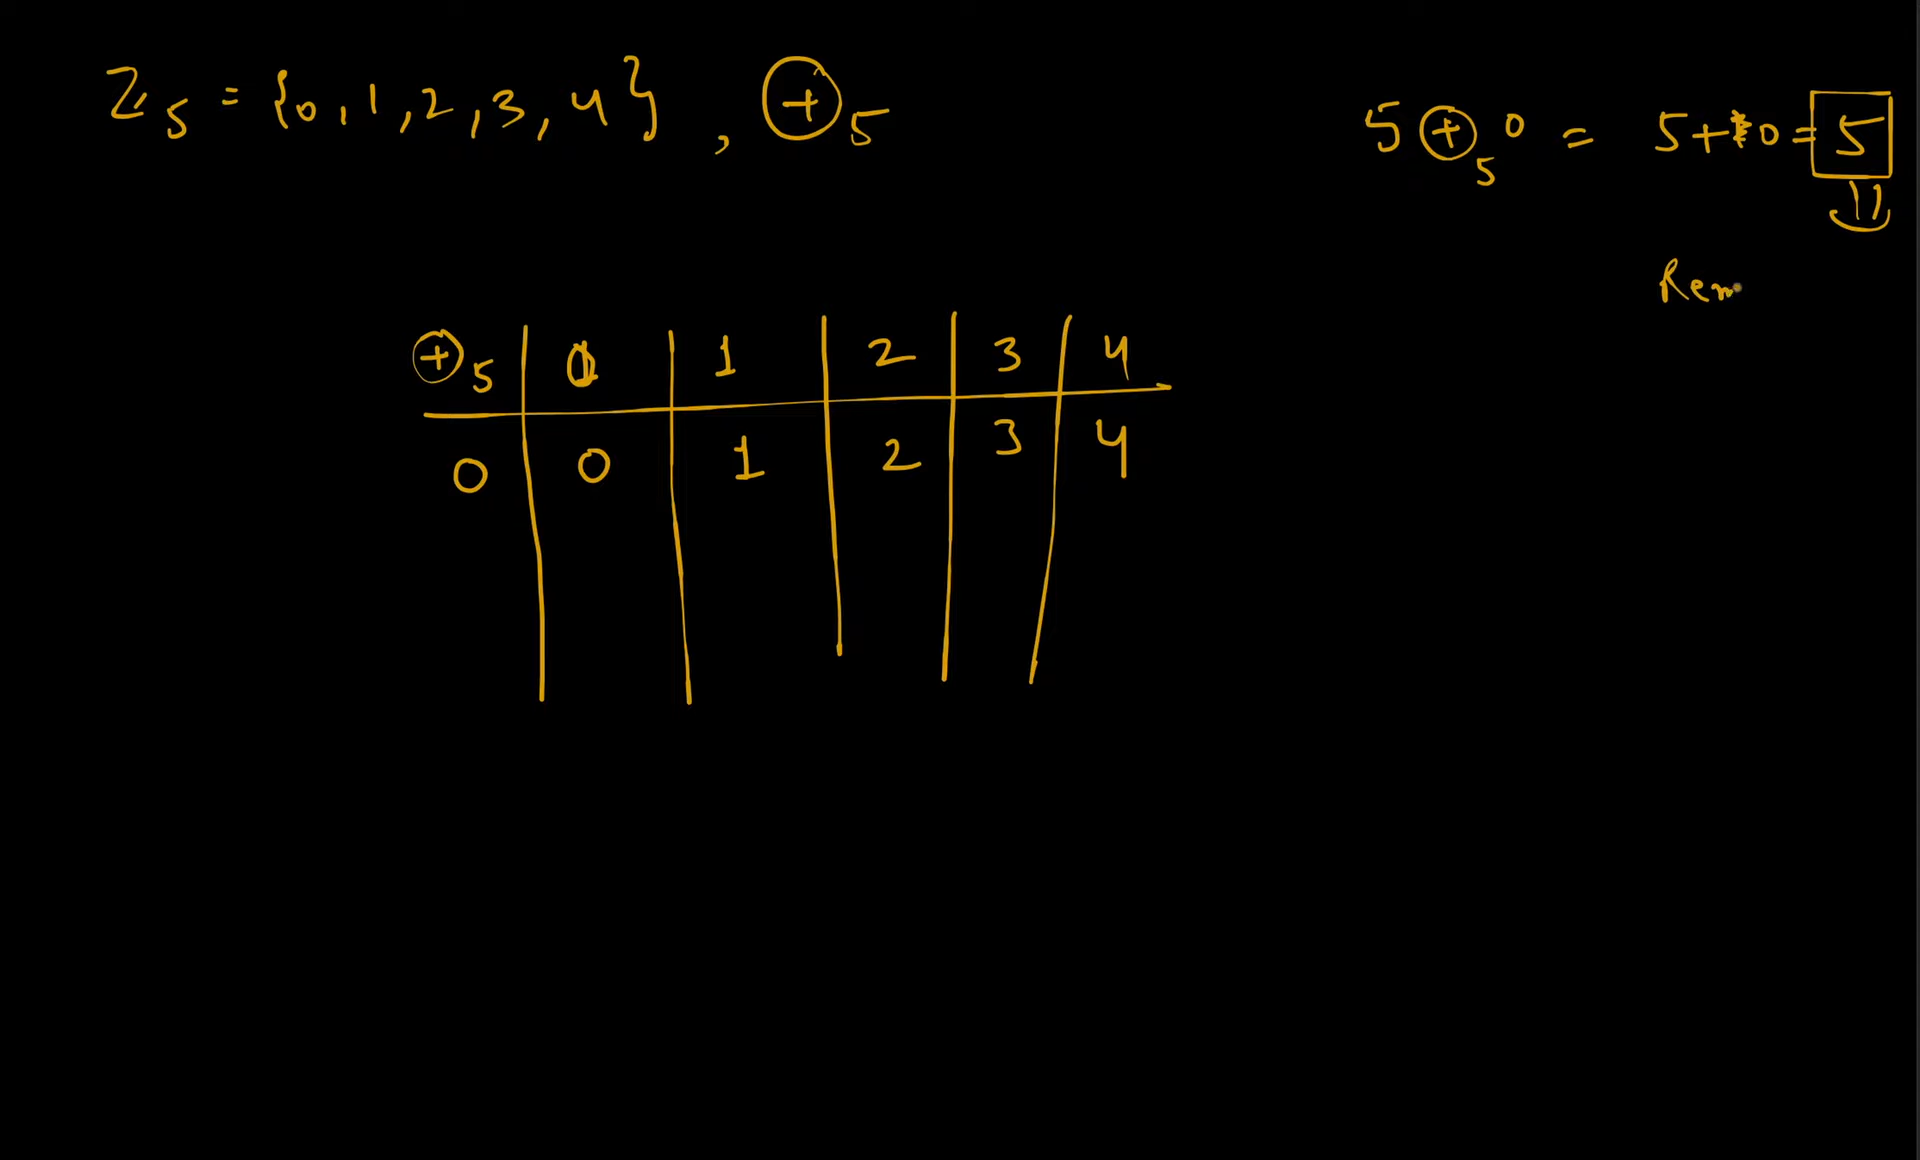 Z₅ = {0, 1, 2, 3, 4} , ⊕₅
5 ⊕₅ 0 = 5 + 0 = 5
Rem
⊕₅ 0 1 2 3 4
0 0 1 2 3 4